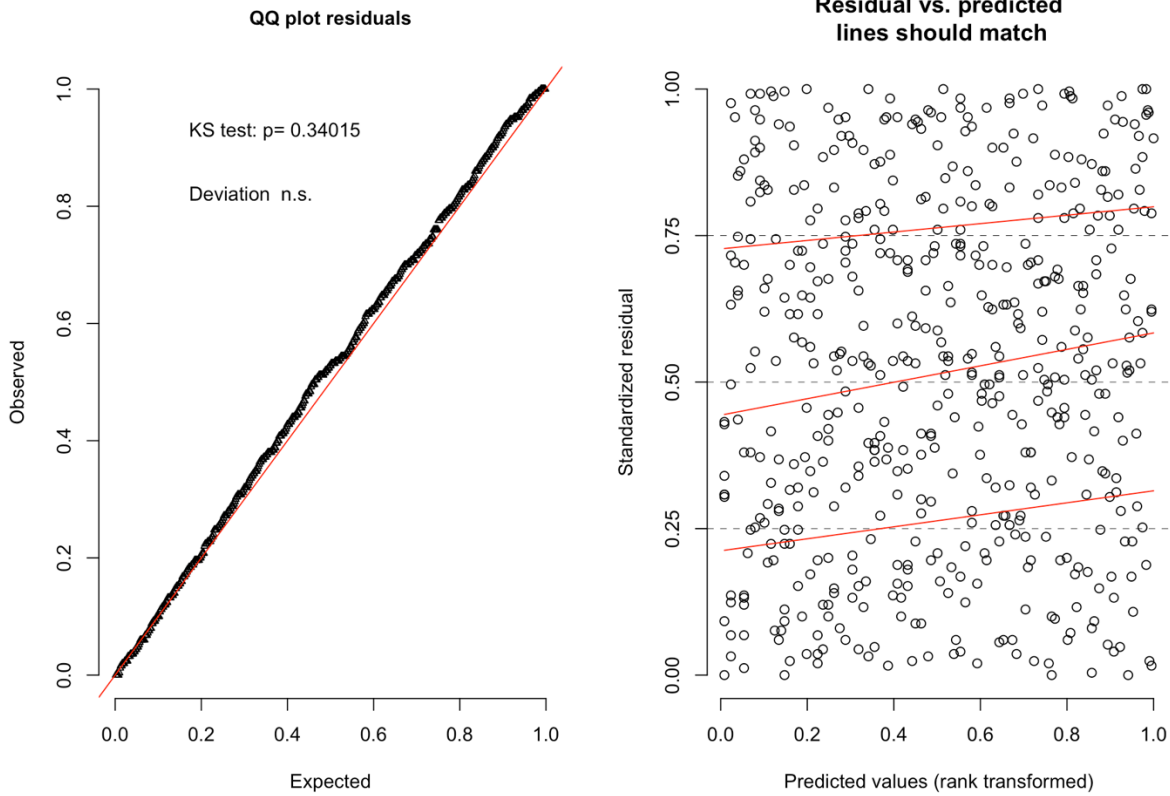 QQ plot residuals
KS test: p= 0.34015
Deviation n.s.
0.0 0.2 0.4 0.6 0.8 1.0
Observed
0.0 0.2 0.4 0.6 0.8 1.0
Expected
Residual vs. predicted
lines should match
0.00 0.25 0.50 0.75 1.00
Standardized residual
0.0 0.2 0.4 0.6 0.8 1.0
Predicted values (rank transformed)